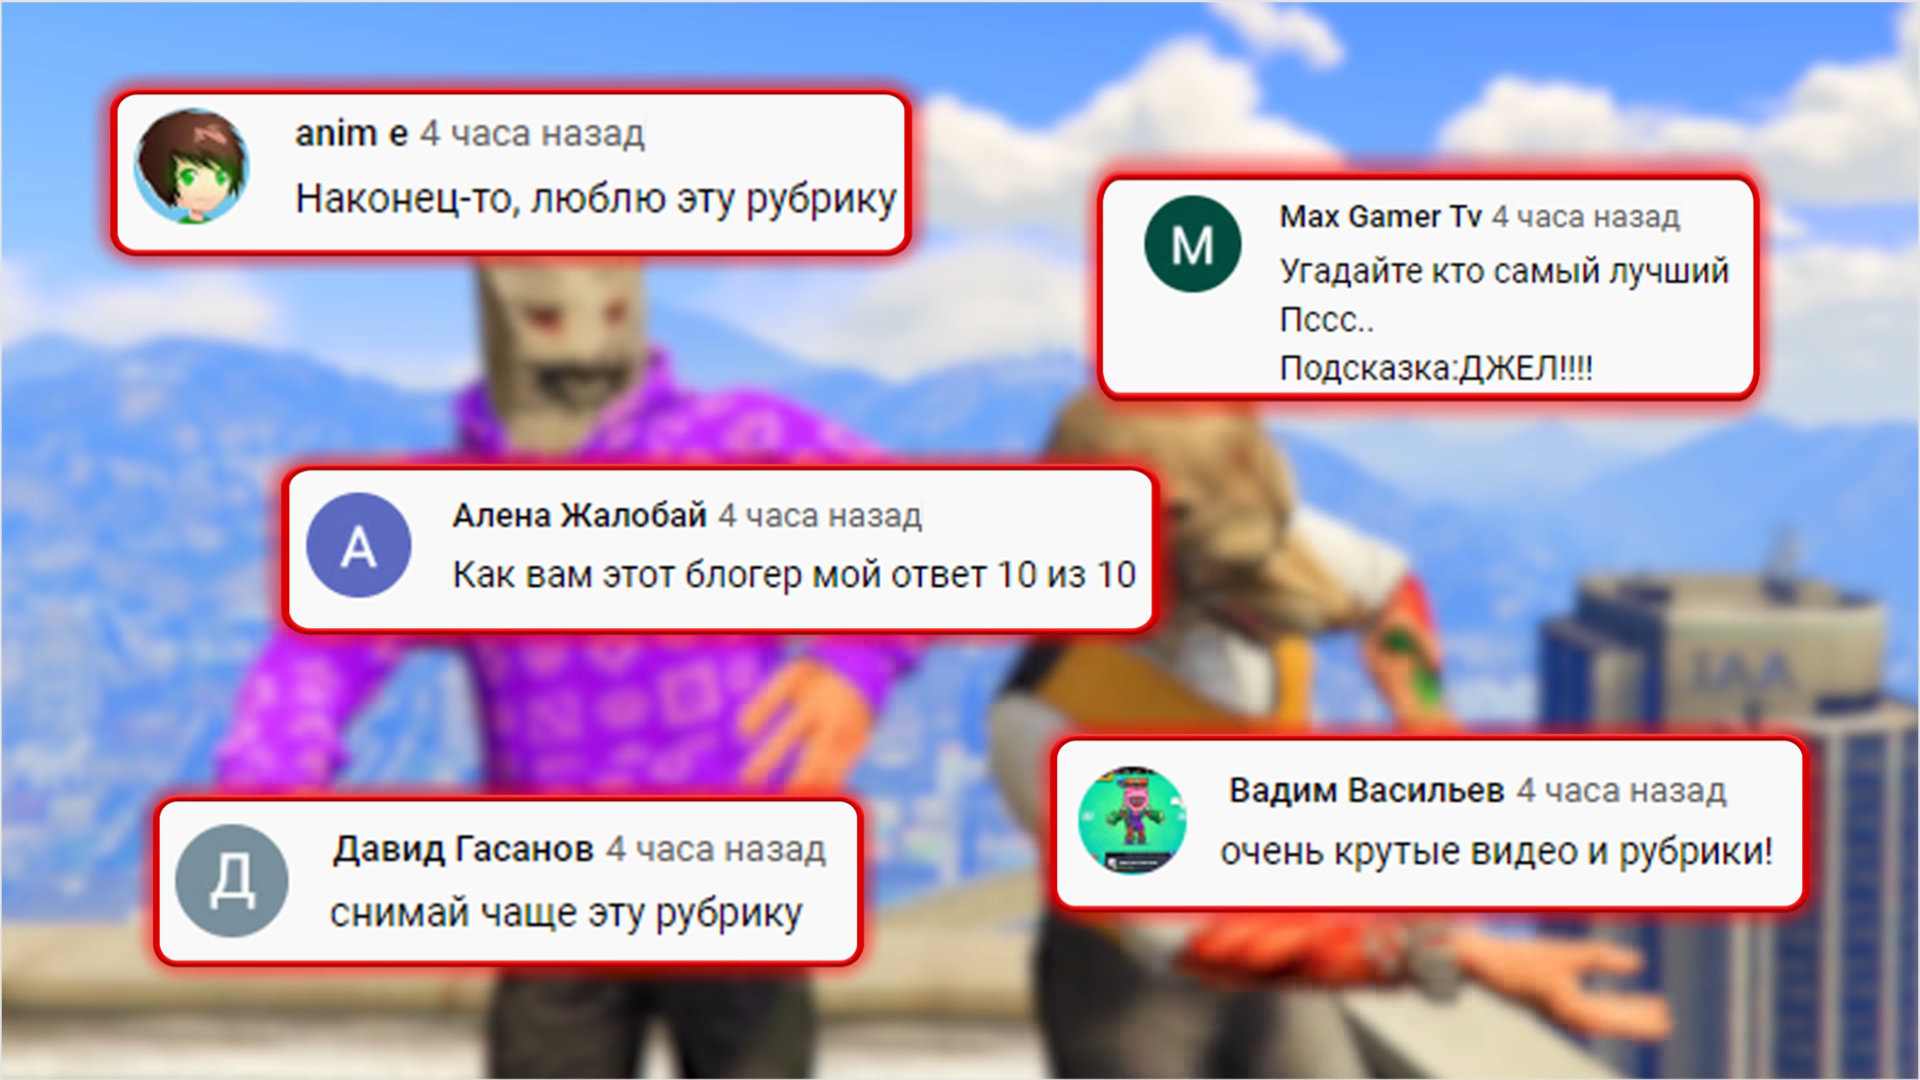 anim e 4 часа назад
Наконец-то, люблю эту рубрику
M
Max Gamer Tv 4 часа назад
Угадайте кто самый лучший
Пссс..
Подсказка:ДЖЕЛ!!!!
А
Алена Жалобай 4 часа назад
Как вам этот блогер мой ответ 10 из 10
IAA
Вадим Васильев 4 часа назад
очень крутые видео и рубрики!
Д
Давид Гасанов 4 часа назад
снимай чаще эту рубрику